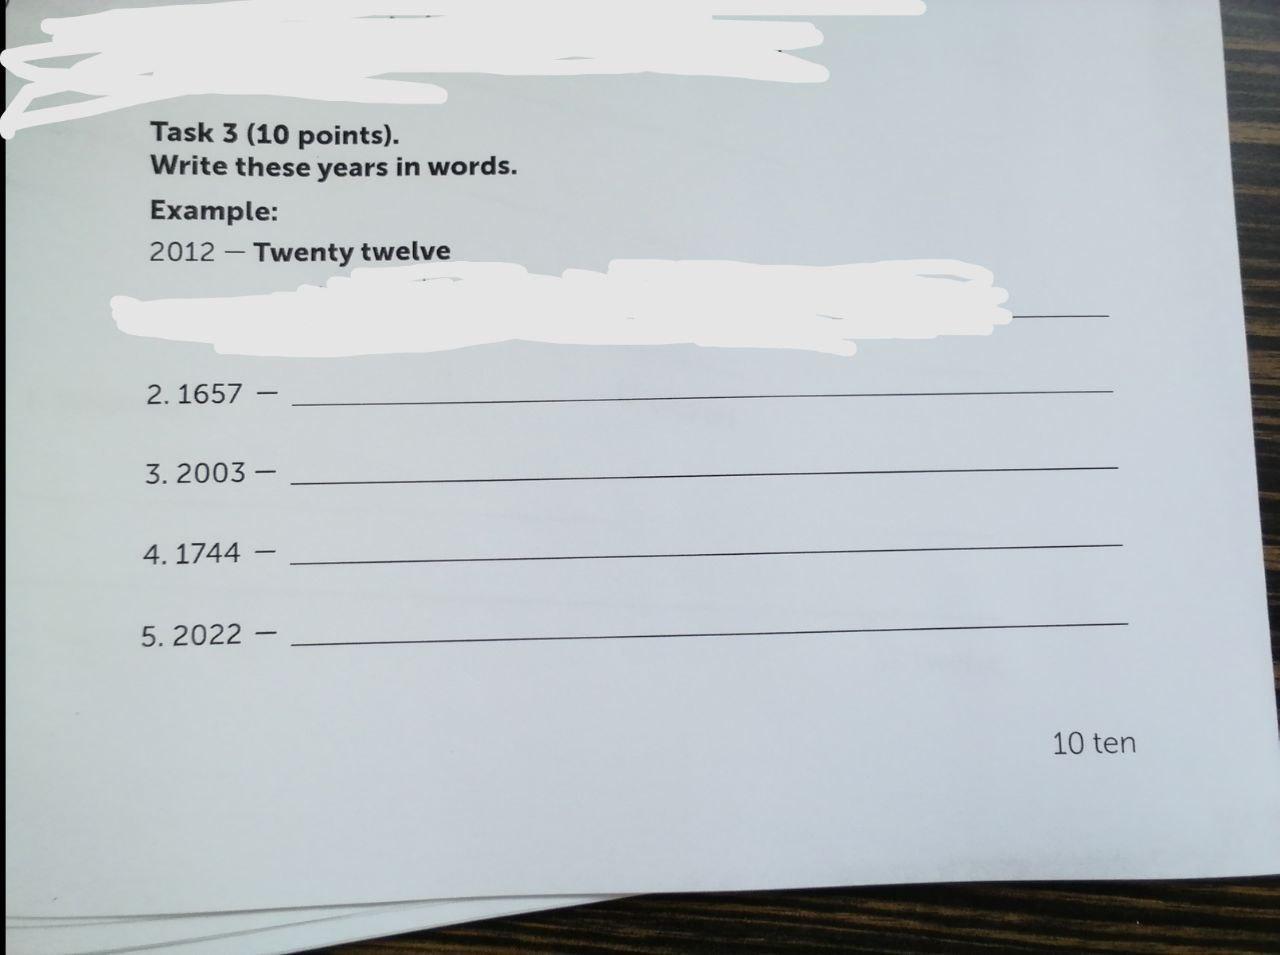 Task 3 (10 points).
Write these years in words.
Example:
2012 — Twenty twelve
2. 1657 —
3. 2003 —
4. 1744 —
5. 2022 —
10 ten